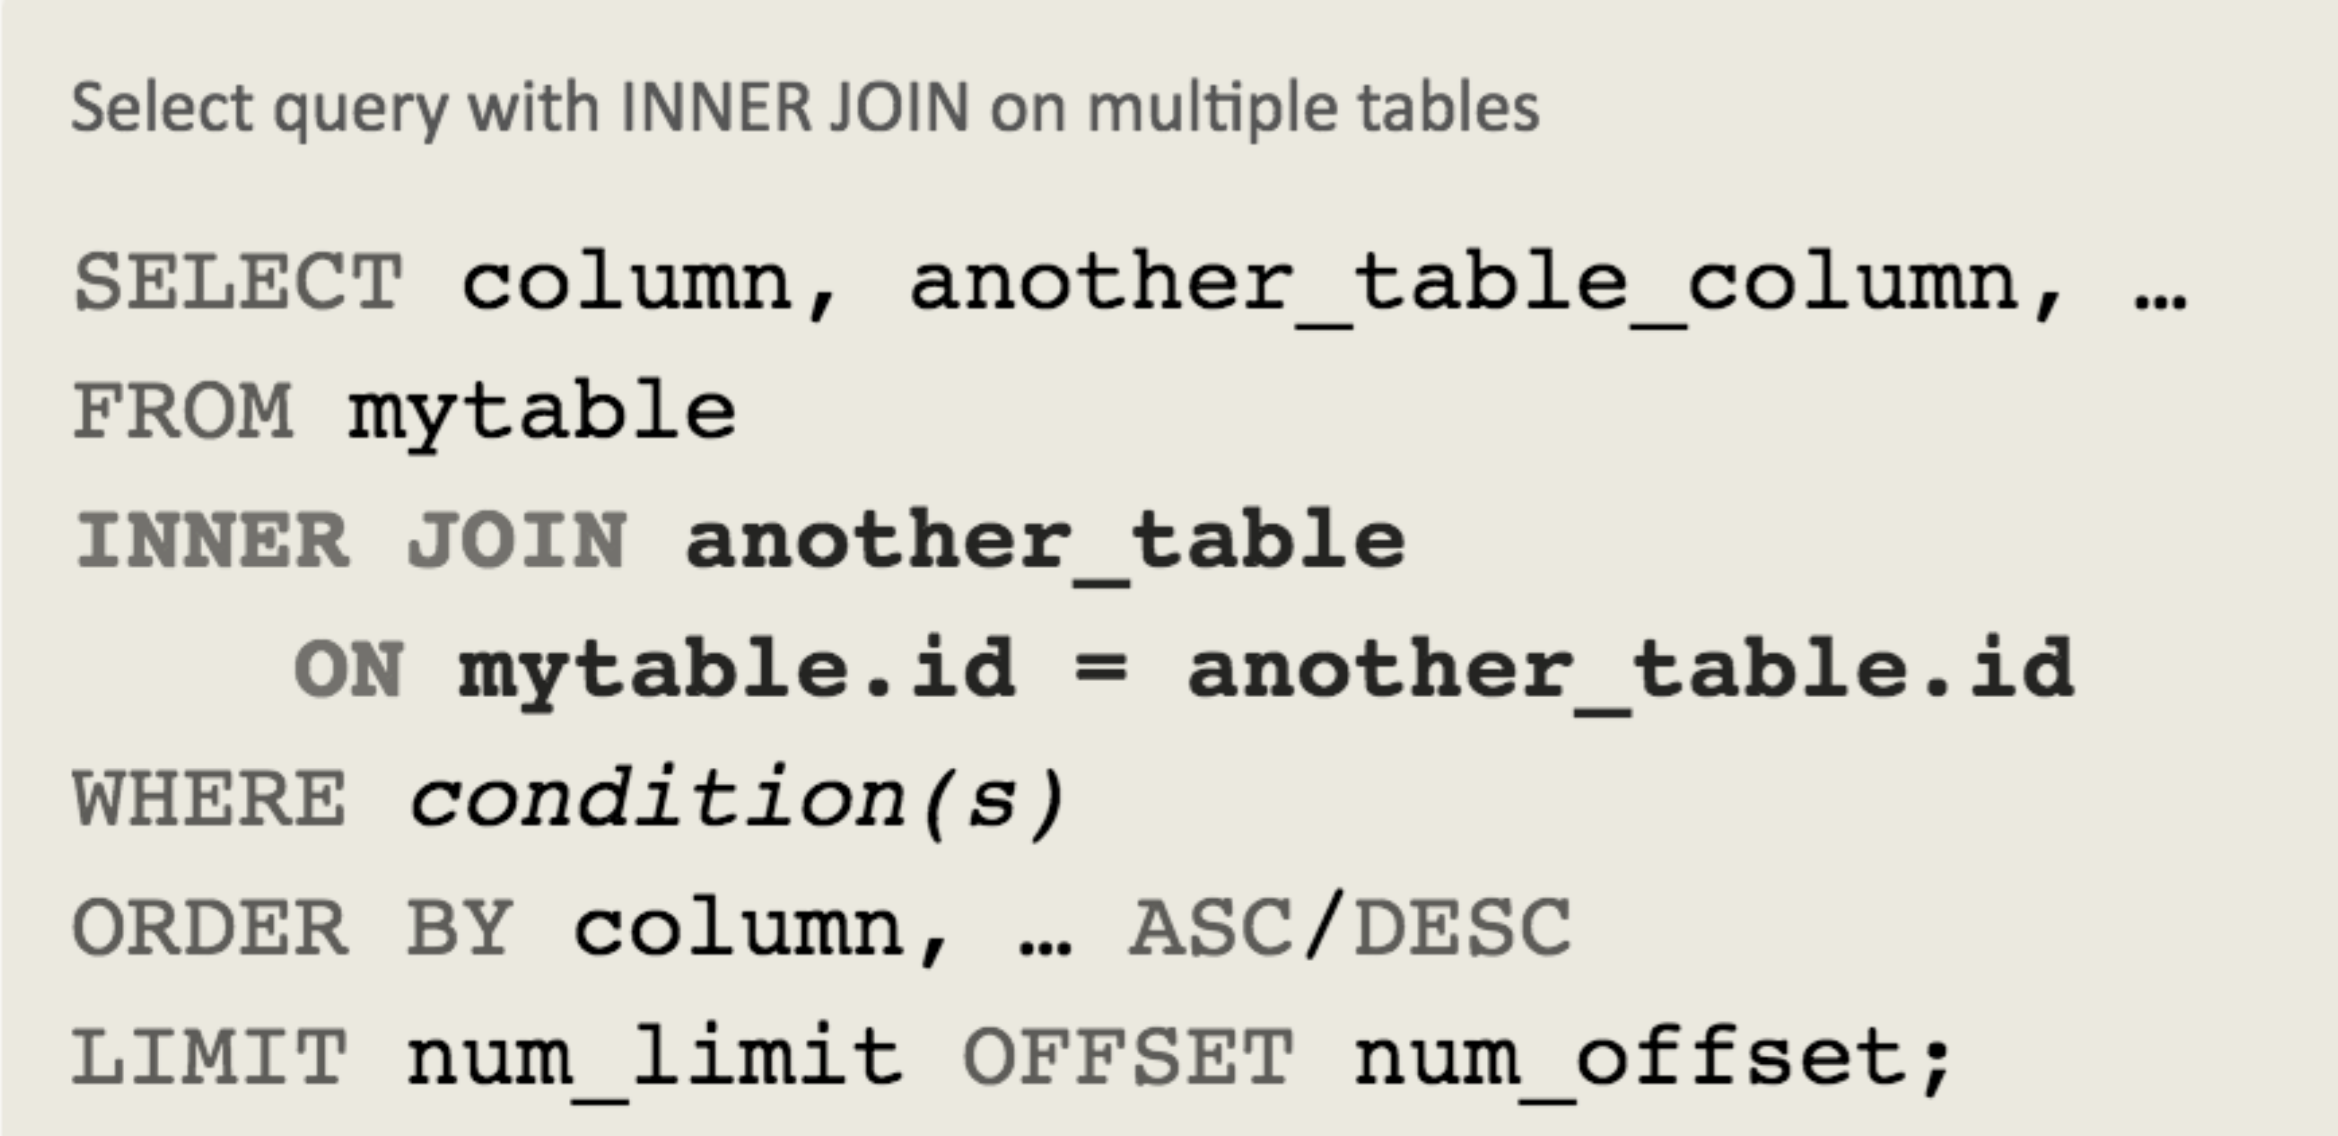 Select query with INNER JOIN on multiple tables
SELECT column, another_table_column, …
FROM mytable
INNER JOIN another_table
ON mytable.id = another_table.id
WHERE condition(s)
ORDER BY column, … ASC/DESC
LIMIT num_limit OFFSET num_offset;